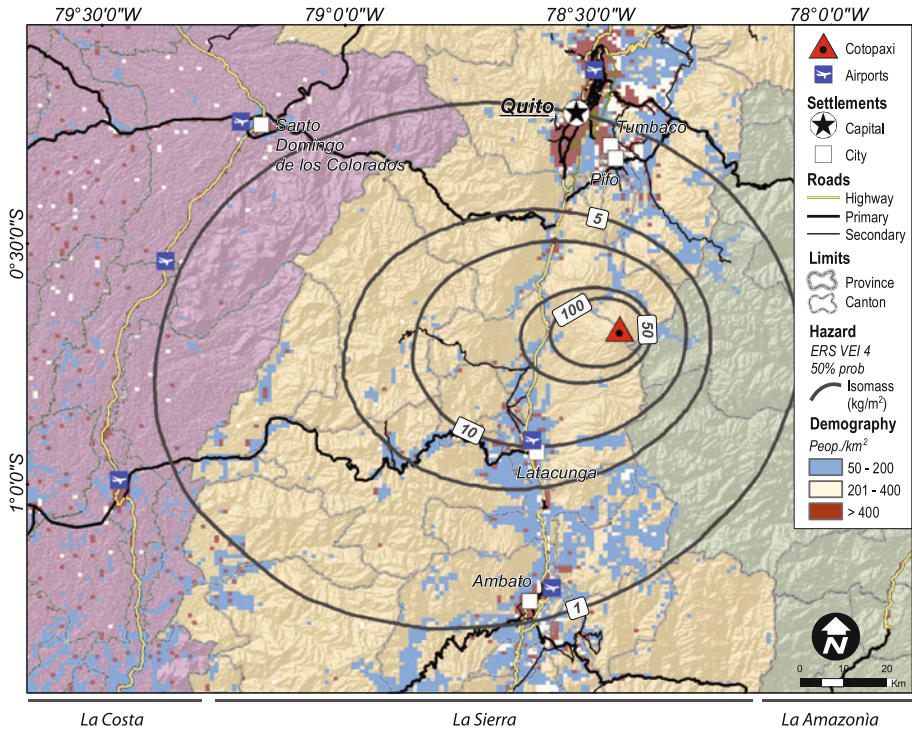 79°30'0"W
79°0'0"W
78°30'0"W
78°0'0"W
0°30'0"S
1°0'0"S
Quito
Tumbaco
Pifo
Santo
Domingo
de los Colorados
Latacunga
Ambato
5
100
50
10
1
Cotopaxi
Airports
Settlements
Capital
City
Roads
Highway
Primary
Secondary
Limits
Province
Canton
Hazard
ERS VEI 4
50% prob
Isomass
(kg/m²)
Demography
Peop./km²
50 - 200
201 - 400
> 400
N
0 10 20
Km
La Costa
La Sierra
La Amazonìa